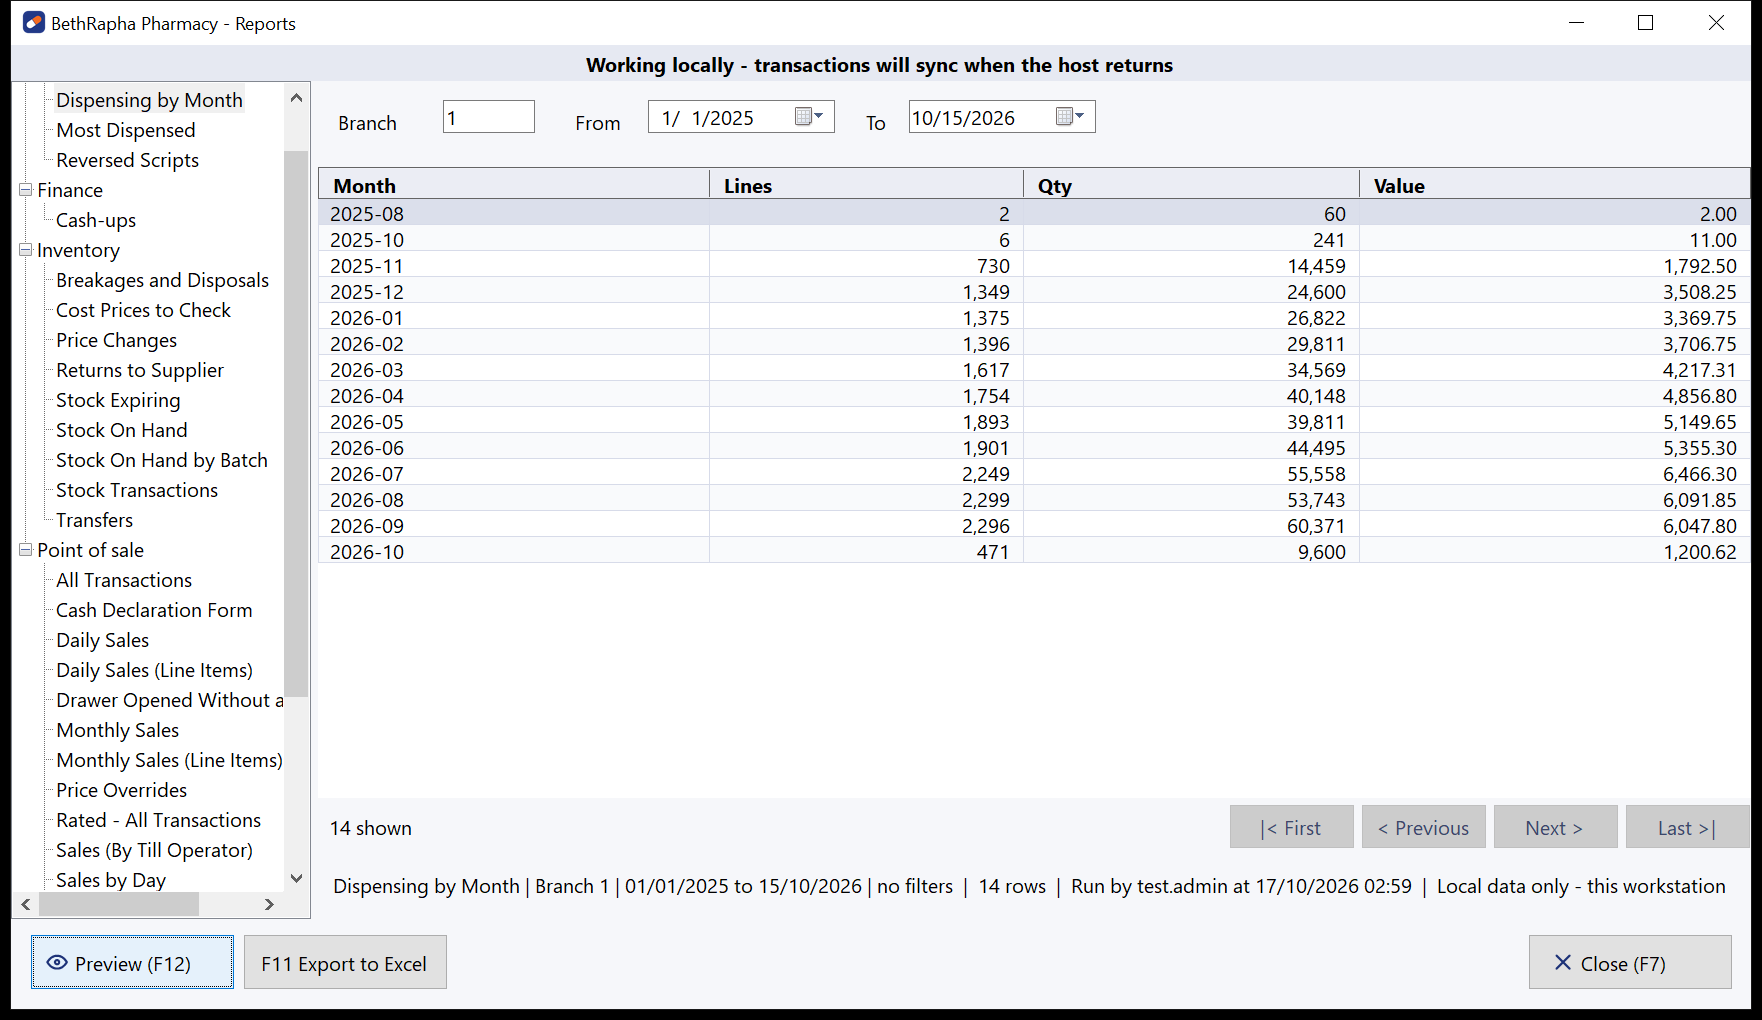 BethRapha Pharmacy - Reports
Working locally - transactions will sync when the host returns
Dispensing by Month
Most Dispensed
Reversed Scripts
Finance
Cash-ups
Inventory
Breakages and Disposals
Cost Prices to Check
Price Changes
Returns to Supplier
Stock Expiring
Stock On Hand
Stock On Hand by Batch
Stock Transactions
Transfers
Point of sale
All Transactions
Cash Declaration Form
Daily Sales
Daily Sales (Line Items)
Drawer Opened Without a
Monthly Sales
Monthly Sales (Line Items)
Price Overrides
Rated - All Transactions
Sales (By Till Operator)
Sales by Day
Branch 1 From 1/ 1/2025 To 10/15/2026
Month Lines Qty Value
2025-08 2 60 2.00
2025-10 6 241 11.00
2025-11 730 14,459 1,792.50
2025-12 1,349 24,600 3,508.25
2026-01 1,375 26,822 3,369.75
2026-02 1,396 29,811 3,706.75
2026-03 1,617 34,569 4,217.31
2026-04 1,754 40,148 4,856.80
2026-05 1,893 39,811 5,149.65
2026-06 1,901 44,495 5,355.30
2026-07 2,249 55,558 6,466.30
2026-08 2,299 53,743 6,091.85
2026-09 2,296 60,371 6,047.80
2026-10 471 9,600 1,200.62
14 shown |< First < Previous Next > Last >|
Dispensing by Month | Branch 1 | 01/01/2025 to 15/10/2026 | no filters | 14 rows | Run by test.admin at 17/10/2026 02:59 | Local data only - this workstation
Preview (F12) F11 Export to Excel Close (F7)